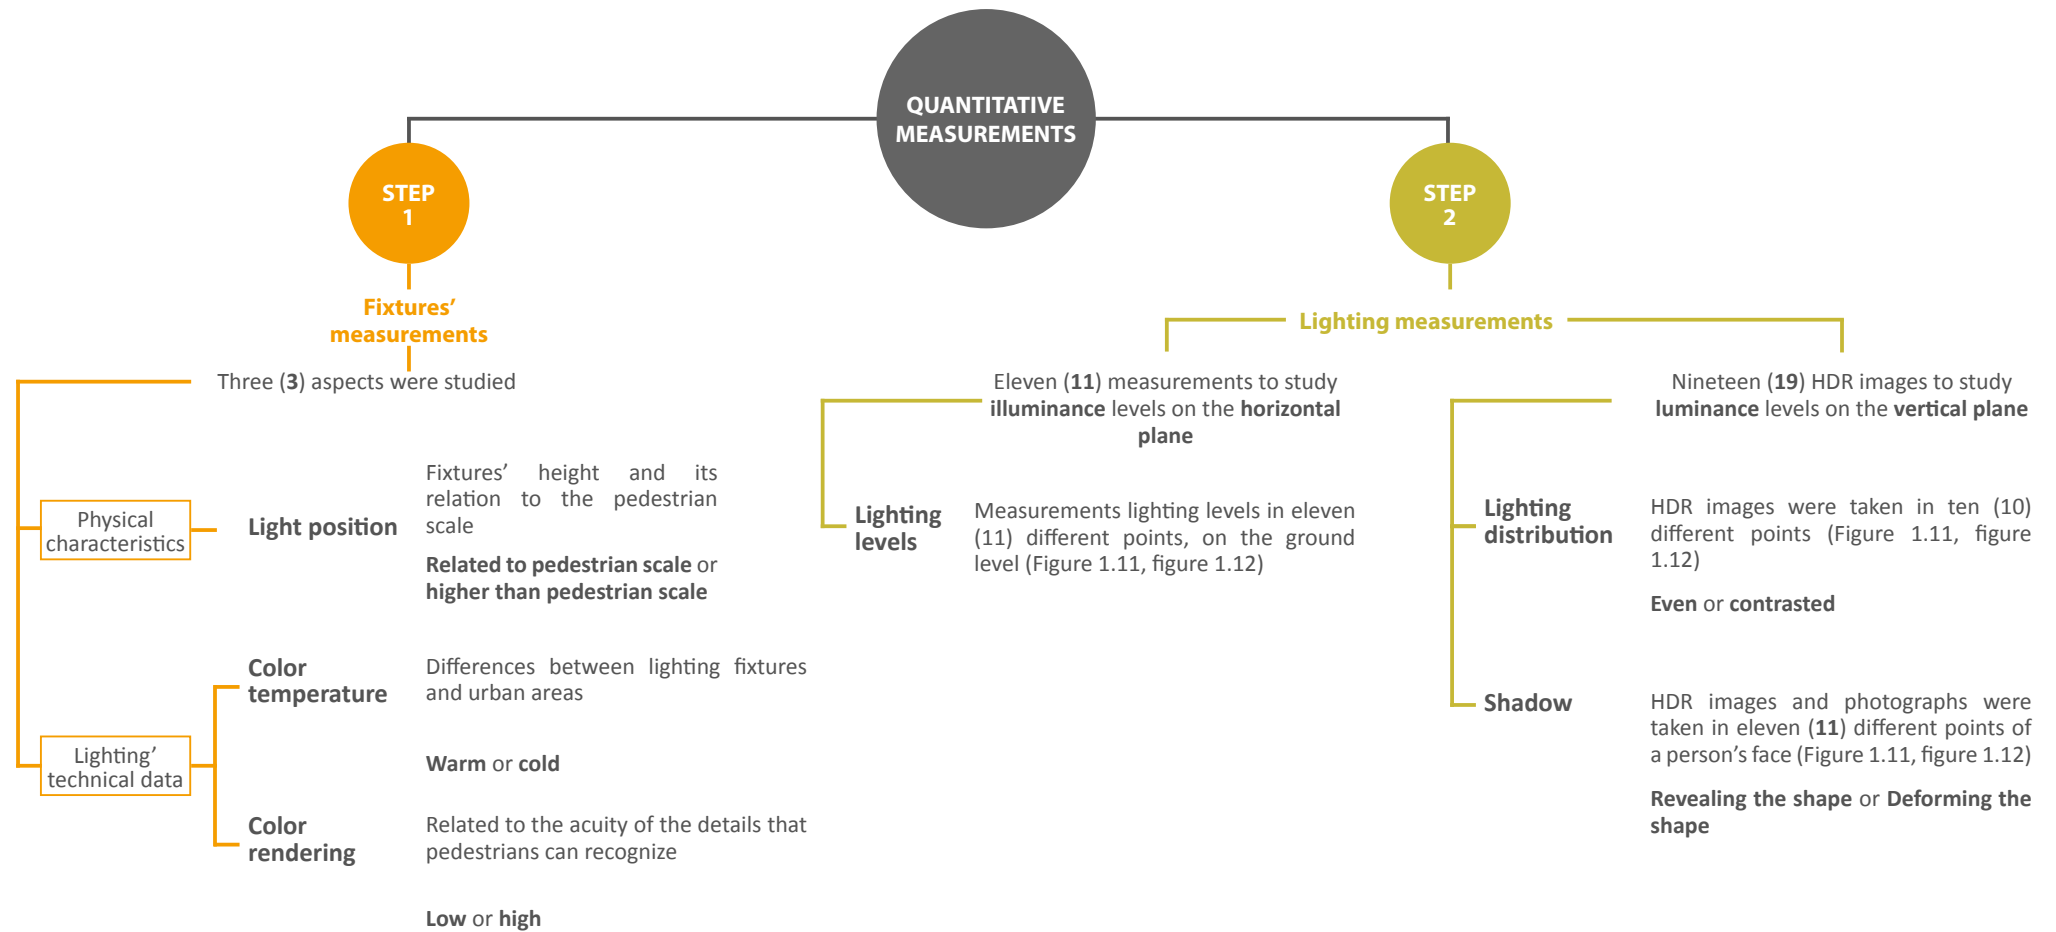 QUANTITATIVE
MEASUREMENTS
STEP
1
Fixtures’
measurements
Three (3) aspects were studied
Physical
characteristics
Light position
Fixtures’ height and its
relation to the pedestrian
scale
Related to pedestrian scale or
higher than pedestrian scale
Lighting’
technical data
Color
temperature
Differences between lighting fixtures
and urban areas
Warm or cold
Color
rendering
Related to the acuity of the details that
pedestrians can recognize
Low or high
STEP
2
Lighting measurements
Eleven (11) measurements to study
illuminance levels on the horizontal
plane
Lighting
levels
Measurements lighting levels in eleven
(11) different points, on the ground
level (Figure 1.11, figure 1.12)
Nineteen (19) HDR images to study
luminance levels on the vertical plane
Lighting
distribution
HDR images were taken in ten (10)
different points (Figure 1.11, figure
1.12)
Even or contrasted
Shadow
HDR images and photographs were
taken in eleven (11) different points of
a person’s face (Figure 1.11, figure 1.12)
Revealing the shape or Deforming the
shape